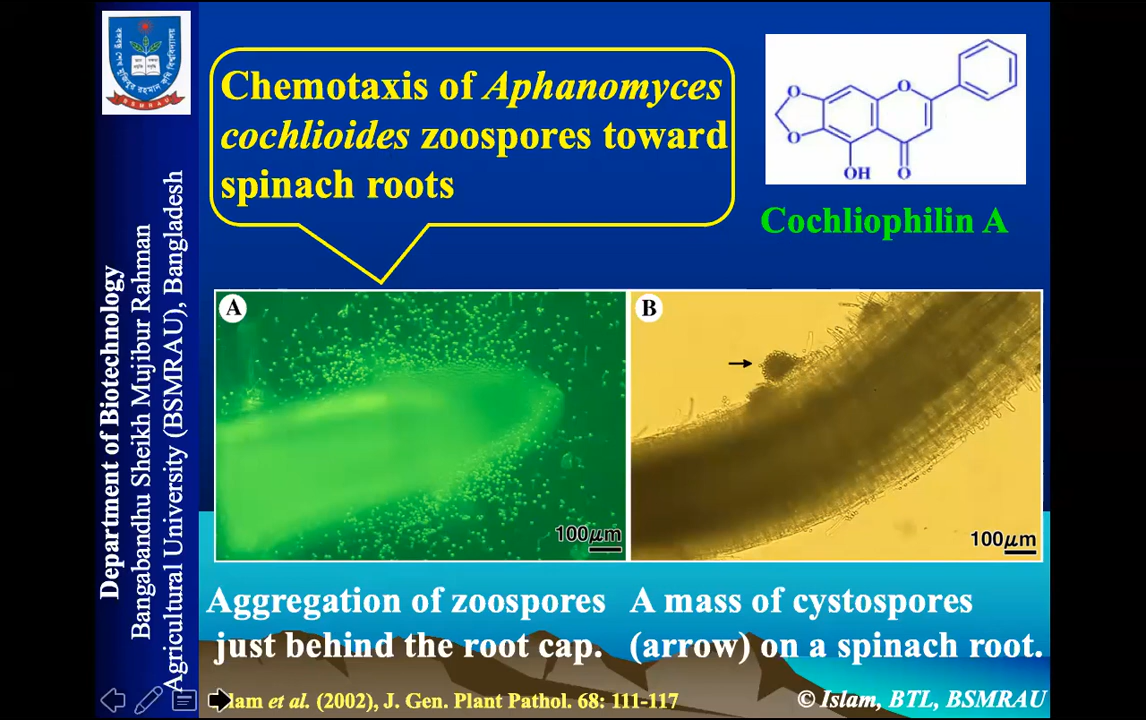 Chemotaxis of Aphanomyces
cochlioides zoospores toward
spinach roots
O
O
O
OH
O
Cochliophilin A
Department of Biotechnology
Bangabandhu Sheikh Mujibur Rahman
Agricultural University (BSMRAU), Bangladesh
BSMRAU
A
100μm
B
100μm
Aggregation of zoospores
just behind the root cap.
A mass of cystospores
(arrow) on a spinach root.
et al. (2002), J. Gen. Plant Pathol. 68: 111-117
© Islam, BTL, BSMRAU